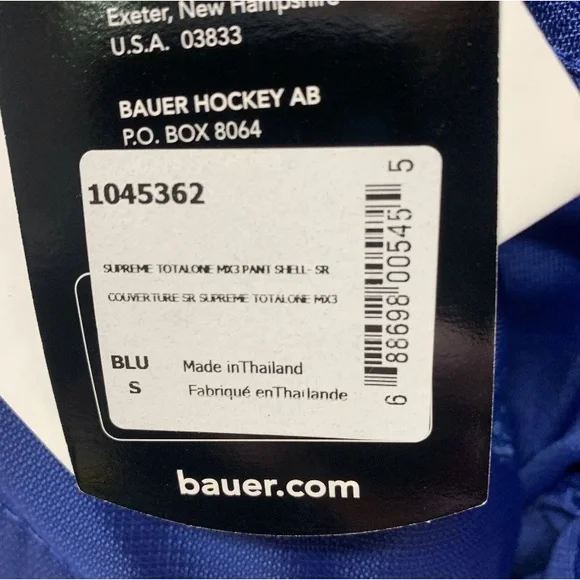 Exeter, New Hampshire
U.S.A. 03833
BAUER HOCKEY AB
P.O. BOX 8064
1045362
SUPREME TOTALONE MX3 PANT SHELL- SR
COUVERTURE SR SUPREME TOTALONE MX3
BLU
S
Made inThailand
Fabriqué enThaïlande
6 88698 00545 5
bauer.com